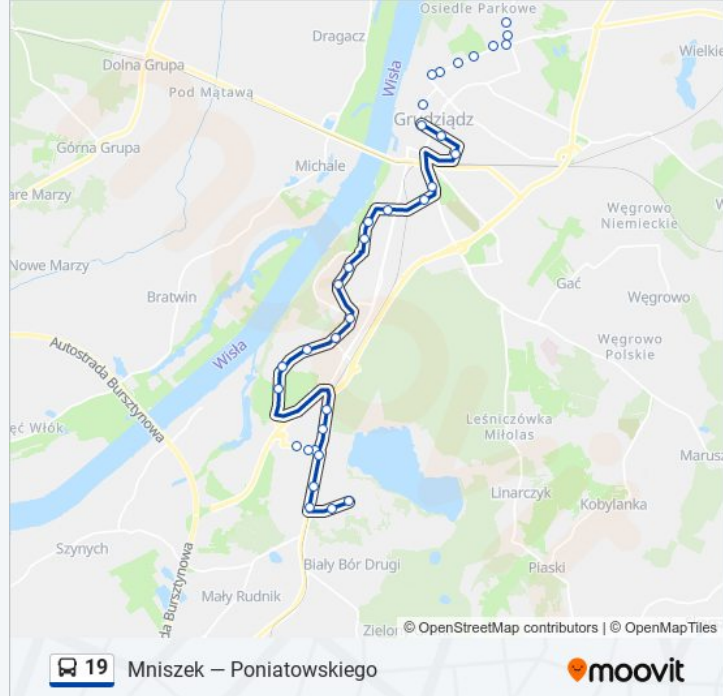 Osiedle Parkowe
Dragacz
Wielkie
Dolna Grupa
Wisła
Pod Mątawą
Grudziądz
Górna Grupa
Michale
are Marzy
Węgrowo
Niemieckie
Nowe Marzy
Gać
Bratwin
Węgrowo
Wisła
Węgrowo
Polskie
Autostrada Bursztynowa
ęć Włók
Leśniczówka
Miłolas
Marusz
Linarczyk
Kobylanka
Szynych
Biały Bór Drugi
Piaski
da Bursztynowa
Mały Rudnik
Zielon
© OpenStreetMap contributors | © OpenMapTiles
19 Mniszek — Poniatowskiego
moovit